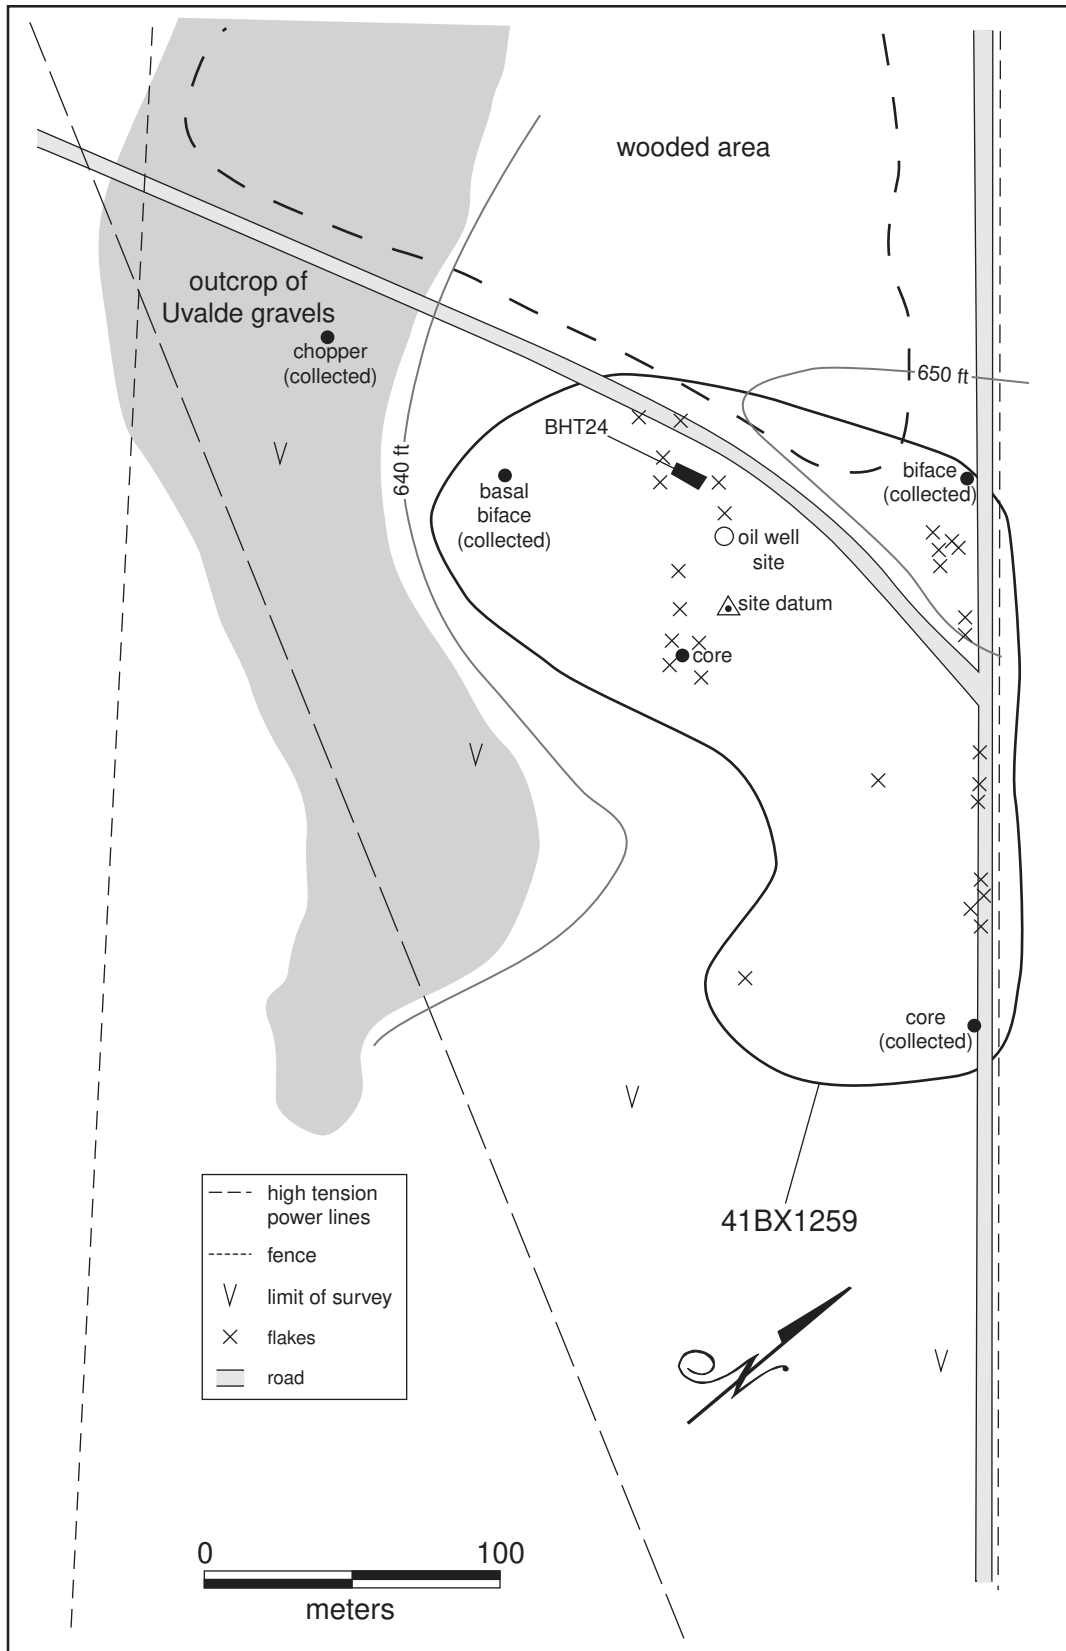 wooded area
outcrop of
Uvalde gravels
chopper
(collected)
650 ft
640 ft
BHT24
basal
biface
(collected)
biface
(collected)
oil well
site
site datum
core
core
(collected)
41BX1259
high tension
power lines
fence
limit of survey
flakes
road
0 100
meters